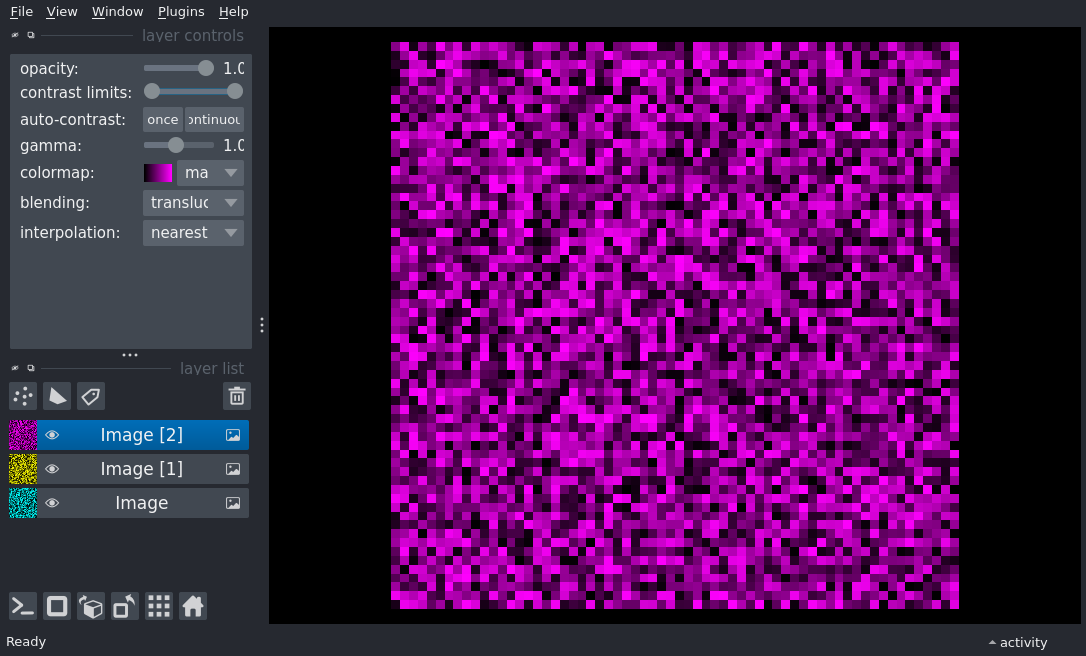 File View Window Plugins Help
layer controls
opacity: 1.0
contrast limits:
auto-contrast: once ontinuou
gamma: 1.0
colormap: ma
blending: transluc
interpolation: nearest
layer list
Image [2]
Image [1]
Image
Ready
activity